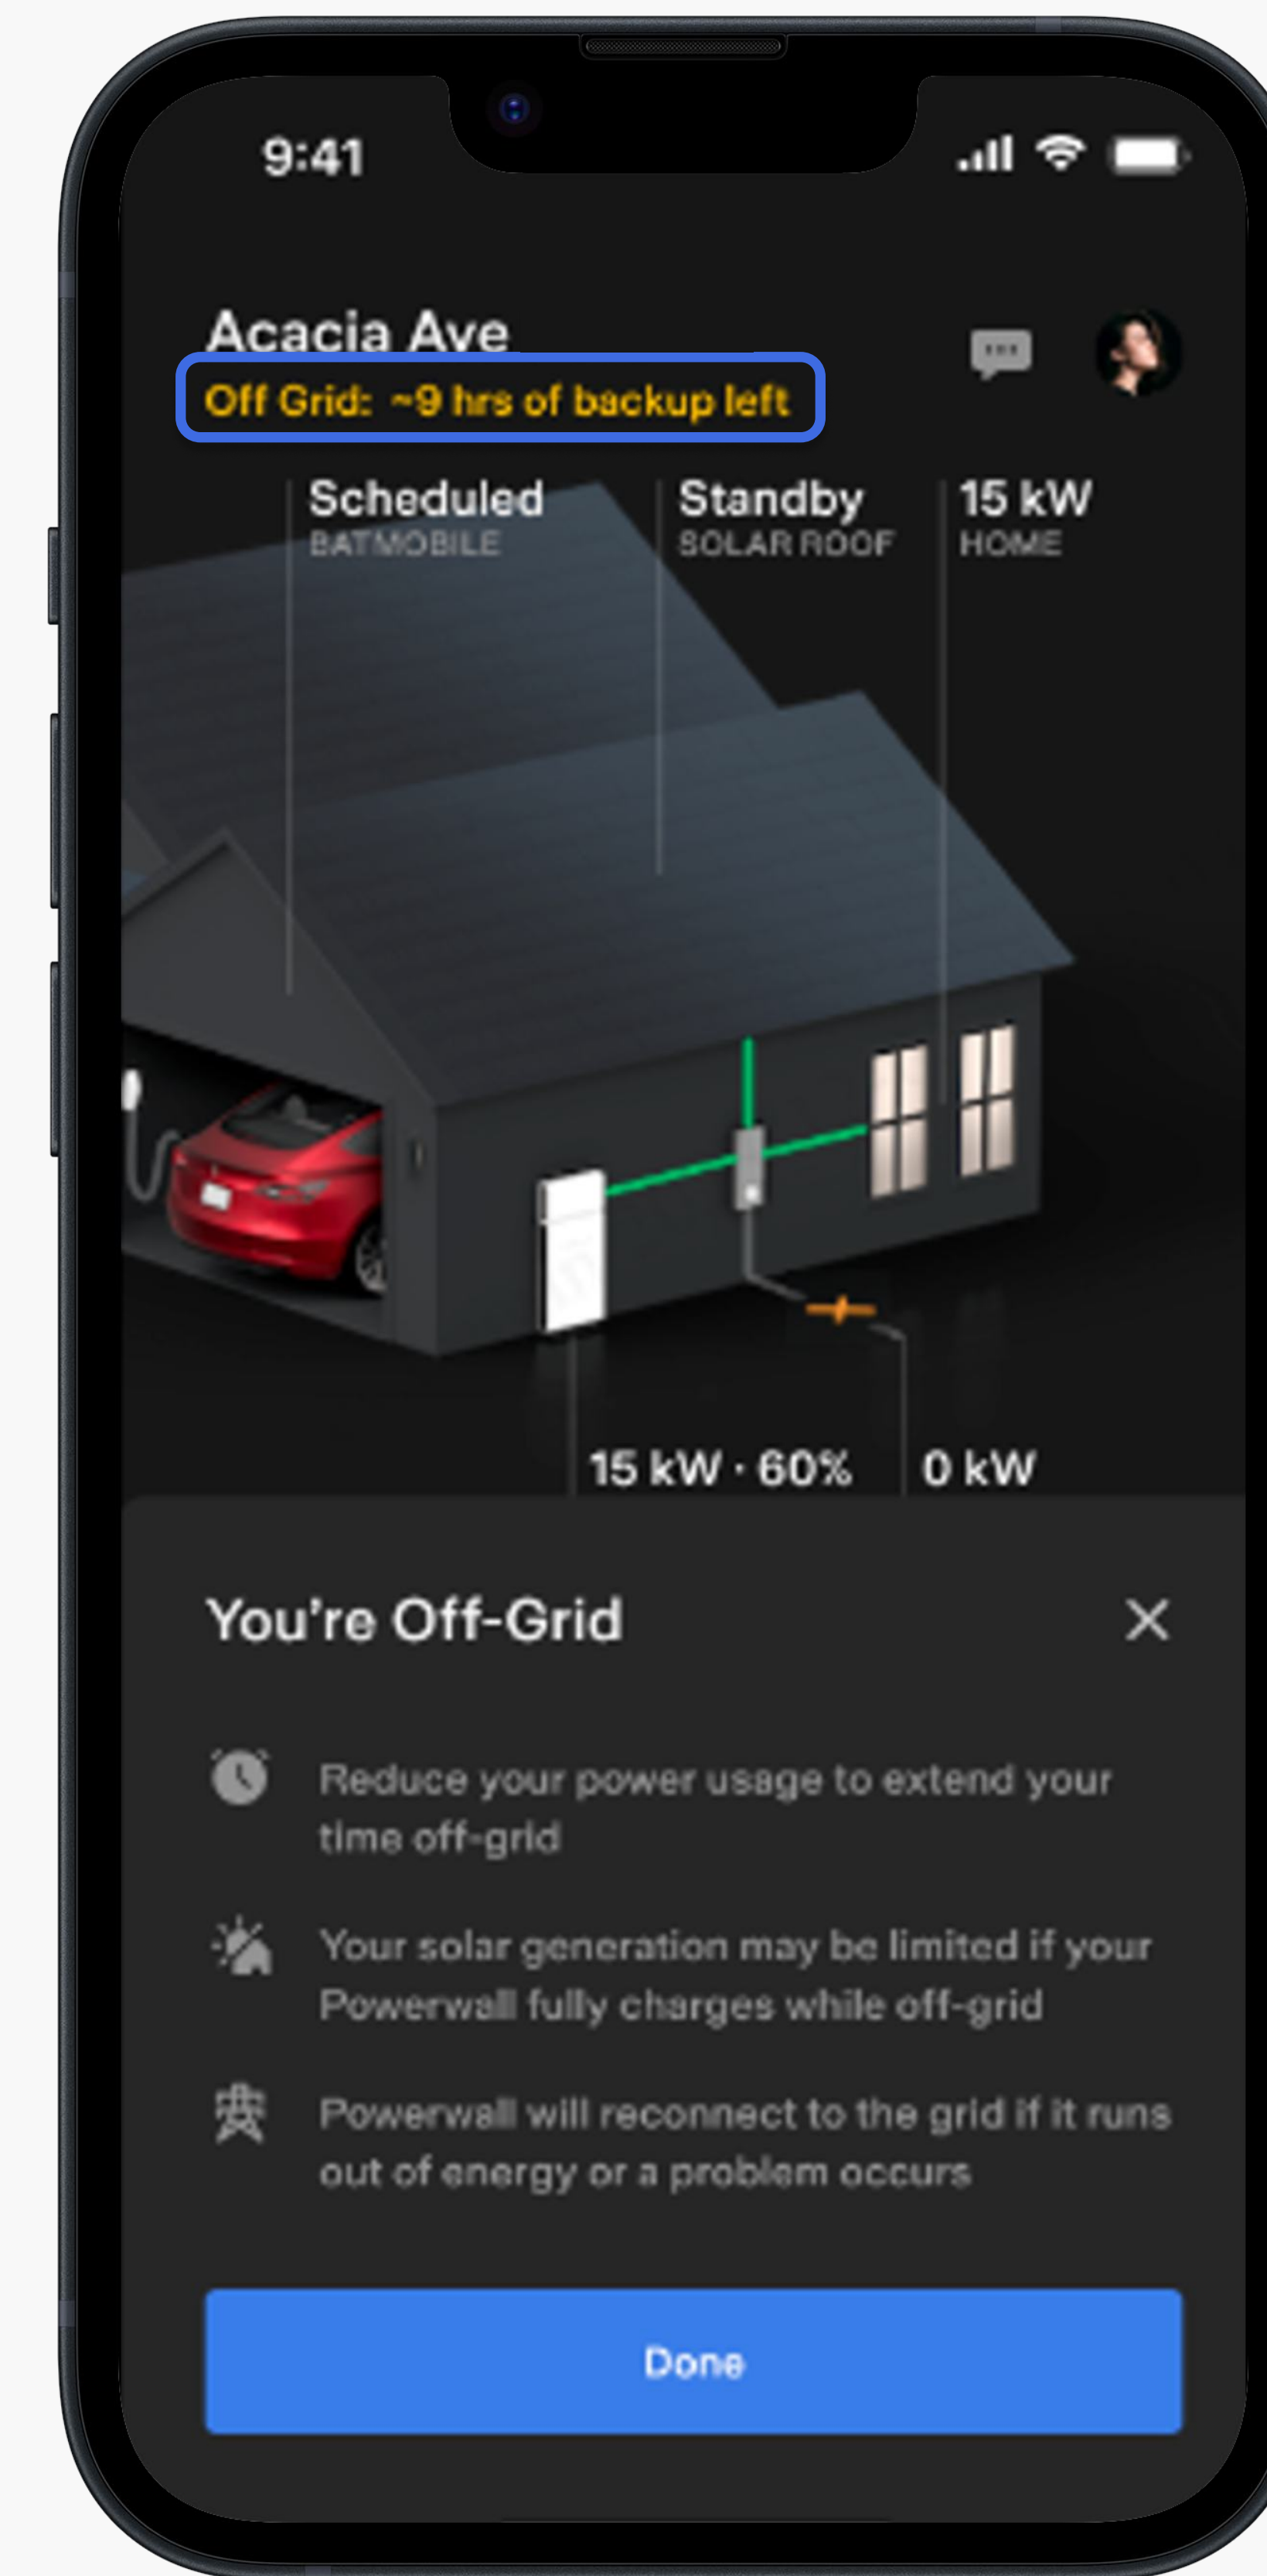 9:41
Acacia Ave
Off Grid: ~9 hrs of backup left
Scheduled
BATMOBILE
Standby
SOLAR ROOF
15 kW
HOME
15 kW · 60%
0 kW
You're Off-Grid
Reduce your power usage to extend your
time off-grid
Your solar generation may be limited if your
Powerwall fully charges while off-grid
Powerwall will reconnect to the grid if it runs
out of energy or a problem occurs
Done